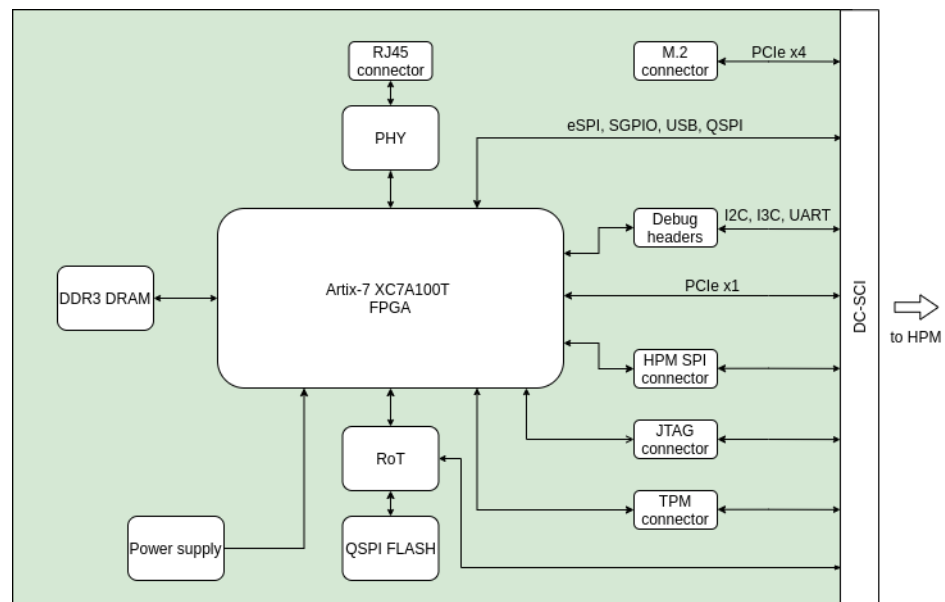 RJ45
connector
M.2
connector
PCIe x4
PHY
eSPI, SGPIO, USB, QSPI
Debug
headers
I2C, I3C, UART
DDR3 DRAM
Artix-7 XC7A100T
FPGA
PCIe x1
DC-SCI
to HPM
HPM SPI
connector
JTAG
connector
RoT
TPM
connector
Power supply
QSPI FLASH